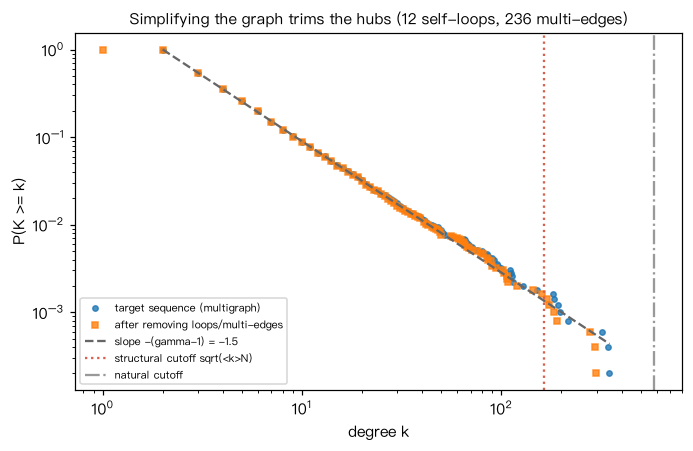 Simplifying the graph trims the hubs (12 self-loops, 236 multi-edges)
P(K >= k)
10⁰
10⁻¹
10⁻²
10⁻³
target sequence (multigraph)
after removing loops/multi-edges
slope -(gamma-1) = -1.5
structural cutoff sqrt(<k>N)
natural cutoff
10⁰
10¹
10²
degree k